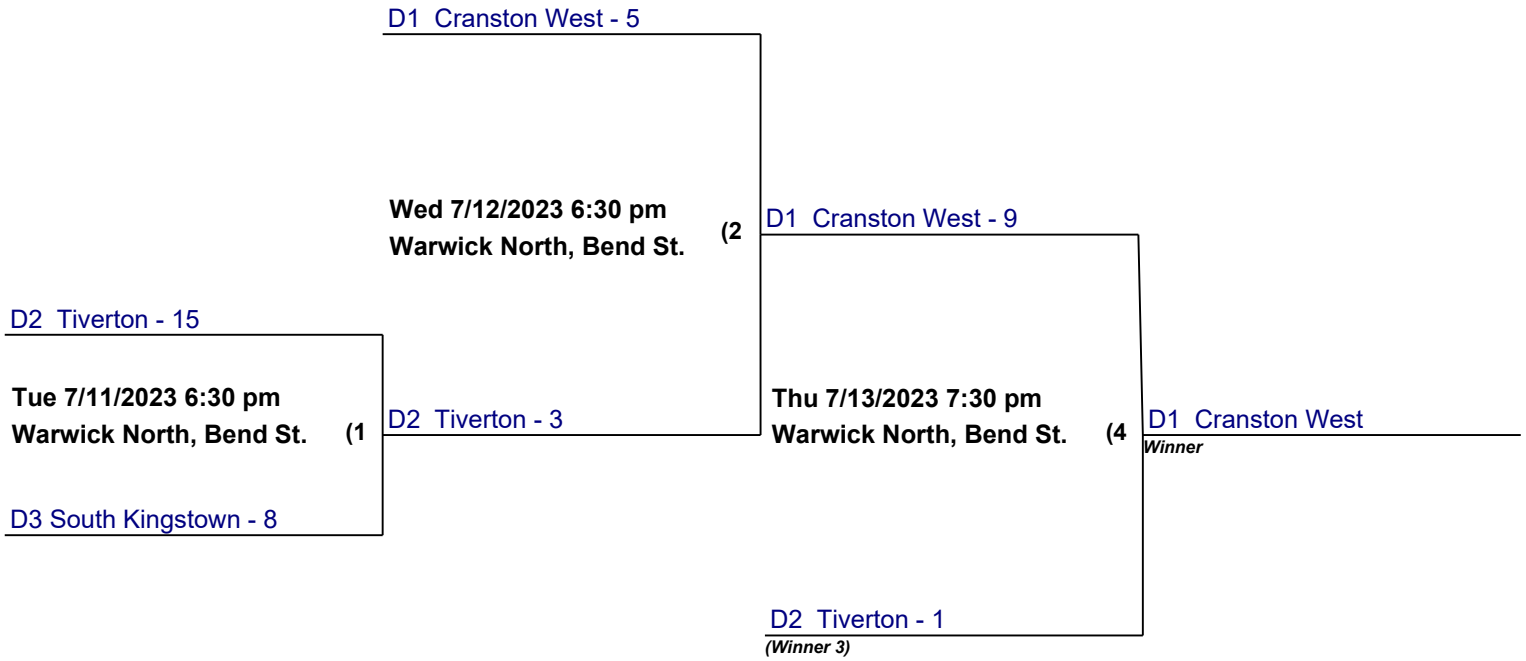 D1 Cranston West - 5
Wed 7/12/2023 6:30 pm
Warwick North, Bend St. (2
D1 Cranston West - 9
D2 Tiverton - 15
Tue 7/11/2023 6:30 pm
Warwick North, Bend St. (1
D2 Tiverton - 3
Thu 7/13/2023 7:30 pm
Warwick North, Bend St. (4
D1 Cranston West
Winner
D3 South Kingstown - 8
D2 Tiverton - 1
(Winner 3)